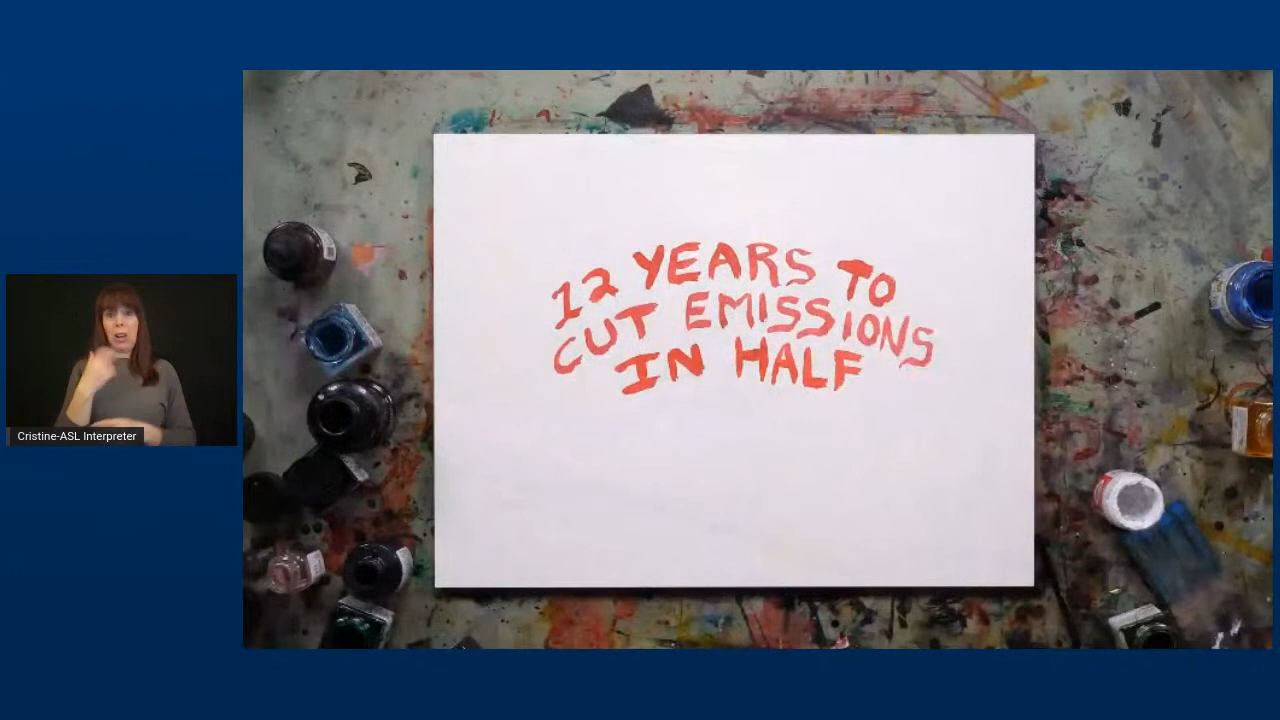 12 YEARS TO
CUT EMISSIONS
IN HALF
Cristine-ASL Interpreter